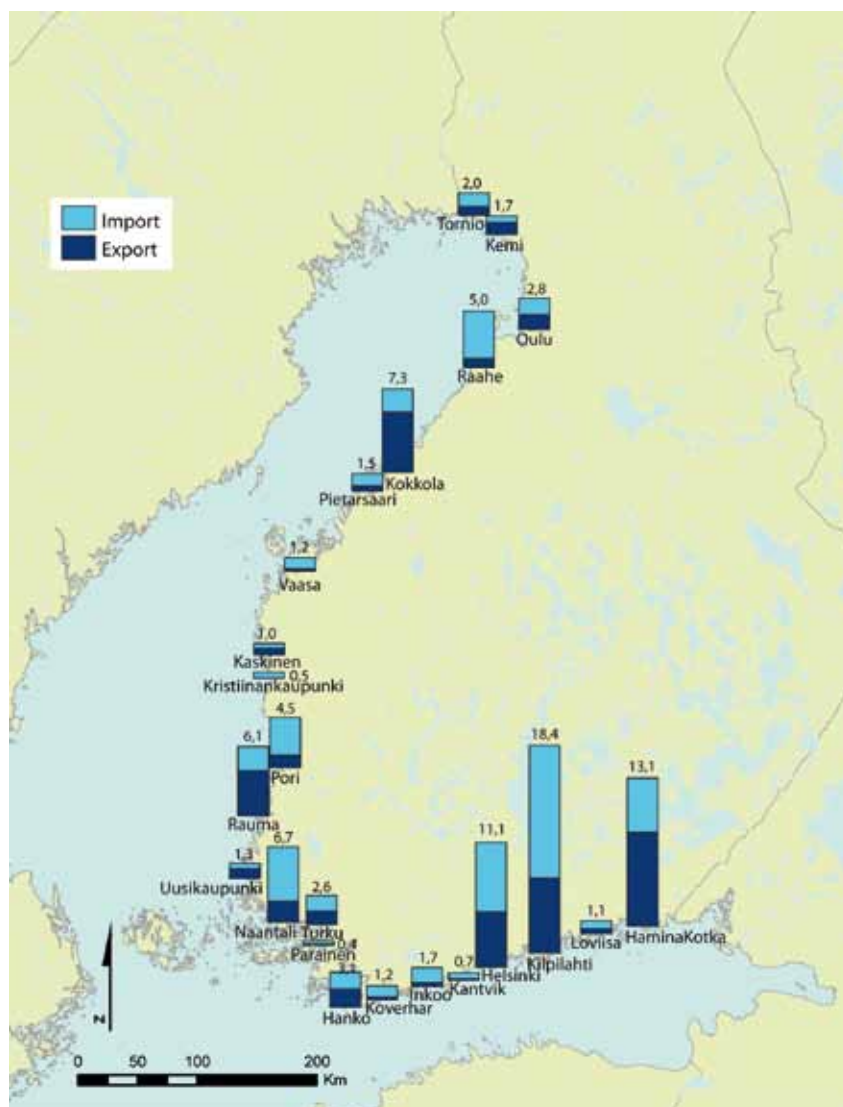 Import
Export
2,0
Tornio
1,7
Kemi
2,8
Oulu
5,0
Raahe
7,3
Kokkola
1,5
Pietarsaari
1,2
Vaasa
1,0
Kaskinen
0,5
Kristiinankaupunki
4,5
Pori
6,1
Rauma
1,3
Uusikaupunki
6,7
Naantali
2,6
Turku
0,4
Parainen
Hanko
1,2
Koverhar
1,7
Inkoo
0,7
Kantvik
11,1
Helsinki
18,4
Kilpilahti
1,1
Loviisa
13,1
HaminaKotka
N
0 50 100 200
Km